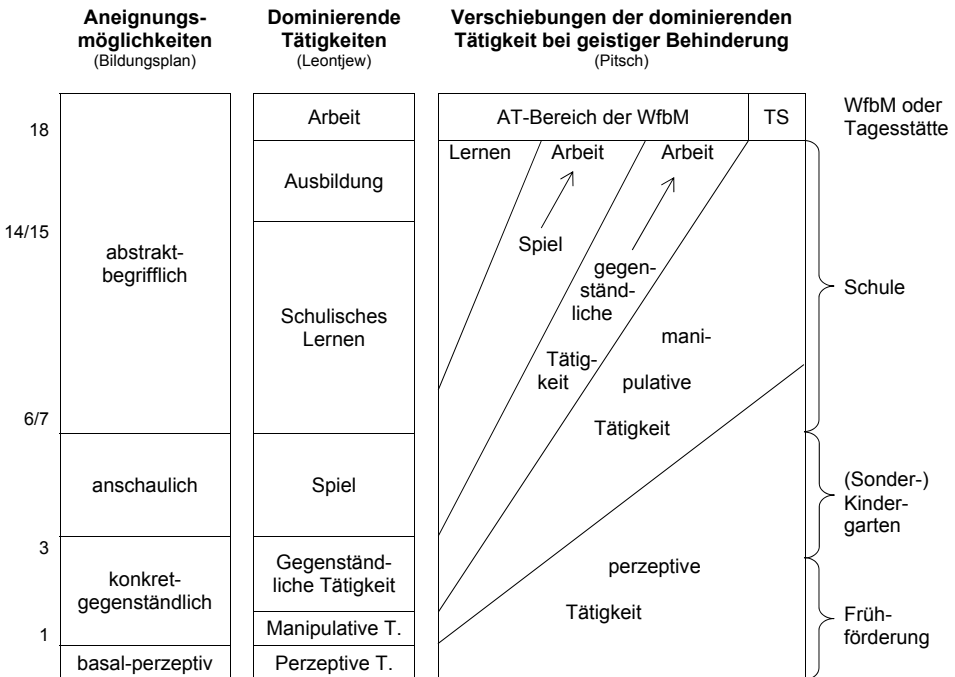 Aneignungs-
möglichkeiten
(Bildungsplan)
Dominierende
Tätigkeiten
(Leontjew)
Verschiebungen der dominierenden
Tätigkeit bei geistiger Behinderung
(Pitsch)
18
14/15
6/7
3
1
abstrakt-
begrifflich
anschaulich
konkret-
gegenständlich
basal-perzeptiv
Arbeit
Ausbildung
Schulisches
Lernen
Spiel
Gegenständ-
liche Tätigkeit
Manipulative T.
Perzeptive T.
AT-Bereich der WfbM
TS
Lernen
Arbeit
Arbeit
Spiel
gegen-
ständ-
liche
Tätig-
keit
mani-
pulative
Tätigkeit
perzeptive
Tätigkeit
WfbM oder
Tagesstätte
Schule
(Sonder-)
Kinder-
garten
Früh-
förderung